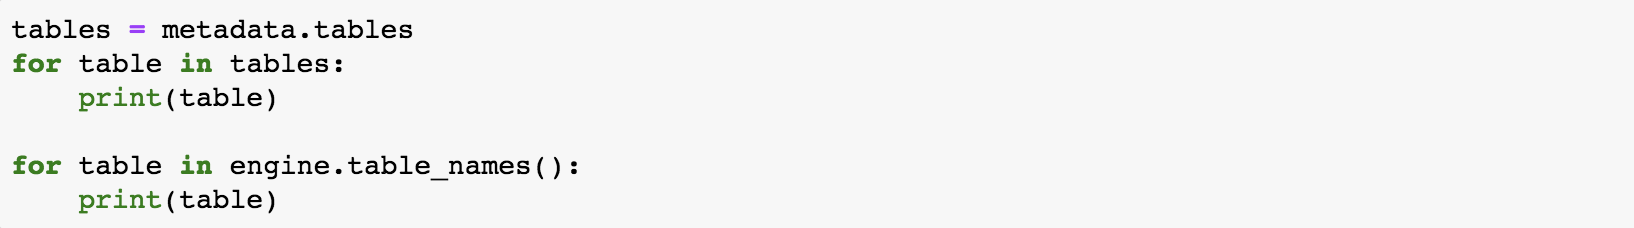 tables = metadata.tables
for table in tables:
    print(table)

for table in engine.table_names():
    print(table)